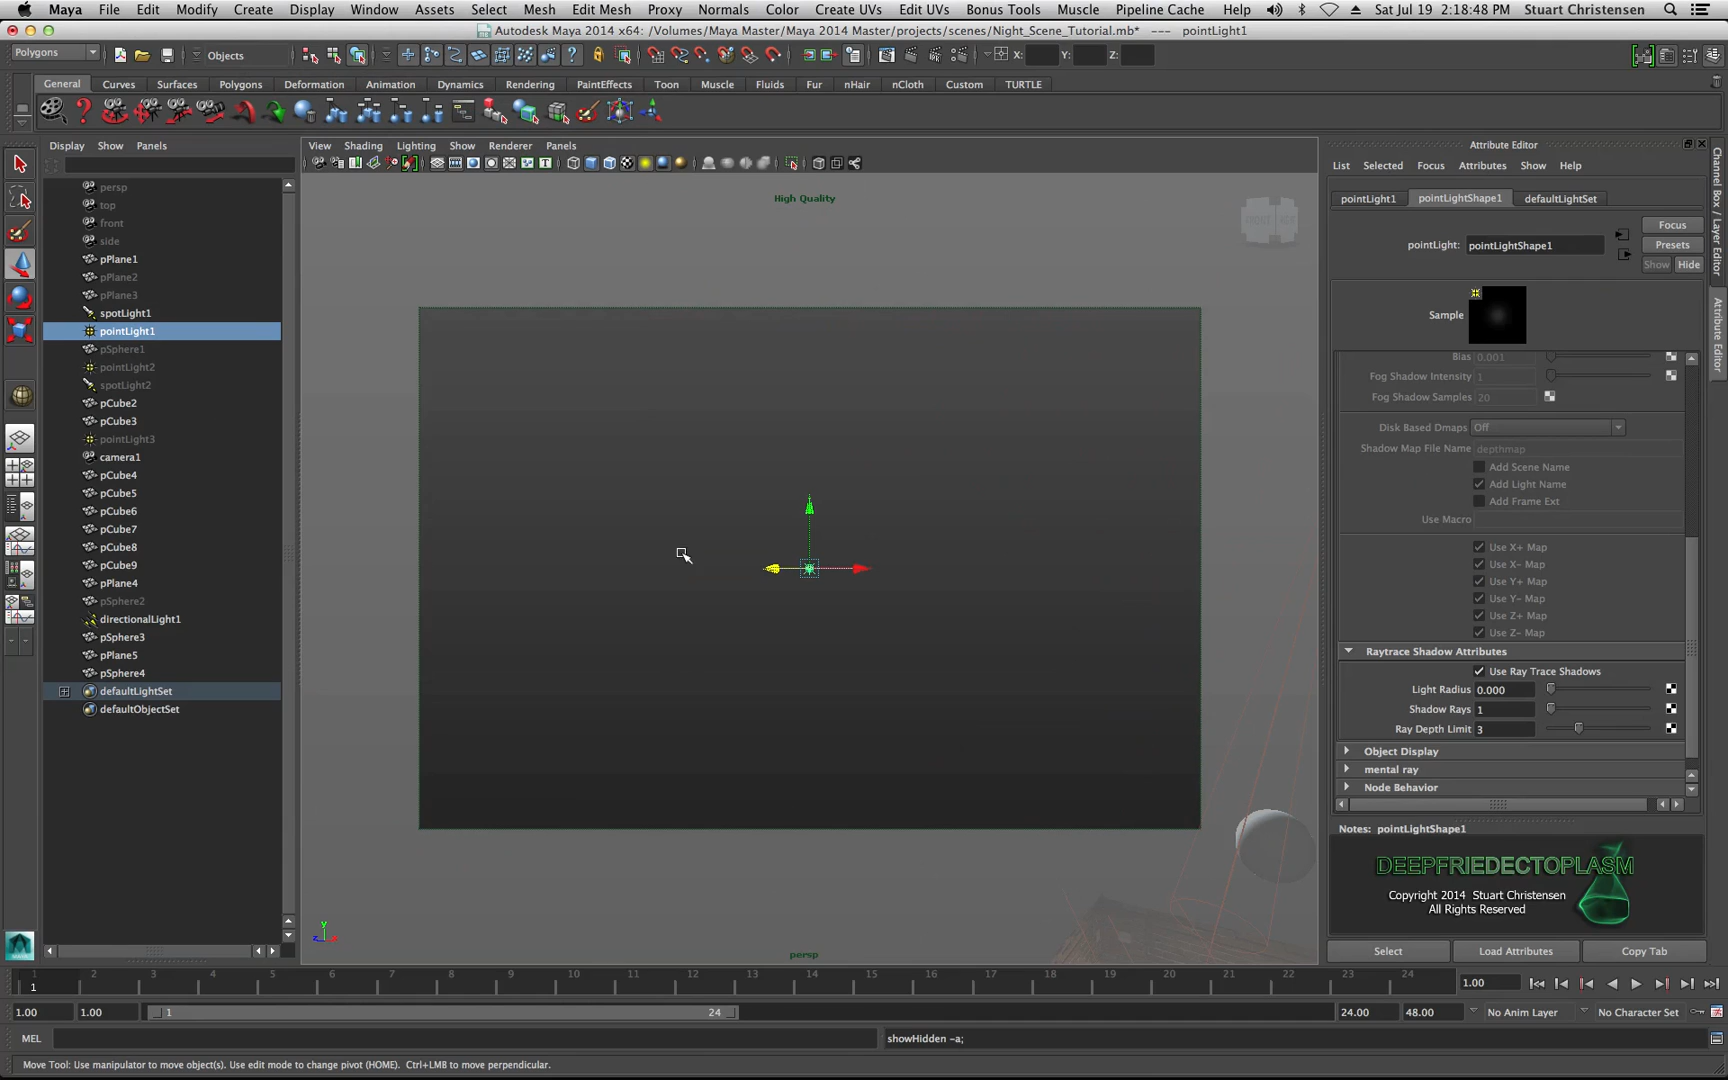 Maya File Edit Modify Create Display Window Assets Select Mesh Edit Mesh Proxy Normals Color Create UVs Edit UVs Bonus Tools Muscle Pipeline Cache Help Sat Jul 19 2:18:48 PM Stuart Christensen
Autodesk Maya 2014 x64: /Volumes/Maya Master/Maya 2014 Master/projects/scenes/Night_Scene_Tutorial.mb* --- pointLight1
Polygons Objects X: Y: Z:
General Curves Surfaces Polygons Deformation Animation Dynamics Rendering PaintEffects Toon Muscle Fluids Fur nHair nCloth Custom TURTLE
Display Show Panels
View Shading Lighting Show Renderer Panels
Attribute Editor
List Selected Focus Attributes Show Help
persp
top
front
side
pPlane1
pPlane2
pPlane3
spotLight1
pointLight1
pSphere1
pointLight2
spotLight2
pCube2
pCube3
pointLight3
camera1
pCube4
pCube5
pCube6
pCube7
pCube8
pCube9
pPlane4
pSphere2
directionalLight1
pSphere3
pPlane5
pSphere4
defaultLightSet
defaultObjectSet
High Quality
persp
pointLight1 pointLightShape1 defaultLightSet
Focus
pointLight: pointLightShape1
Presets
Show Hide
Sample
Bias 0.001
Fog Shadow Intensity 1
Fog Shadow Samples 20
Disk Based Dmaps Off
Shadow Map File Name depthmap
Add Scene Name
Add Light Name
Add Frame Ext
Use Macro
Use X+ Map
Use X- Map
Use Y+ Map
Use Y- Map
Use Z+ Map
Use Z- Map
Raytrace Shadow Attributes
Use Ray Trace Shadows
Light Radius 0.000
Shadow Rays 1
Ray Depth Limit 3
Object Display
mental ray
Node Behavior
Notes: pointLightShape1
DEEPFRIEDECTOPLASM
Copyright 2014 Stuart Christensen
All Rights Reserved
Select Load Attributes Copy Tab
Channel Box / Layer Editor
Attribute Editor
1 2 3 4 5 6 7 8 9 10 11 12 13 14 15 16 17 18 19 20 21 22 23 24
1
1.00
1.00 1.00 1 24 24.00 48.00 No Anim Layer No Character Set
MEL showHidden -a;
Move Tool: Use manipulator to move object(s). Use edit mode to change pivot (HOME). Ctrl+LMB to move perpendicular.